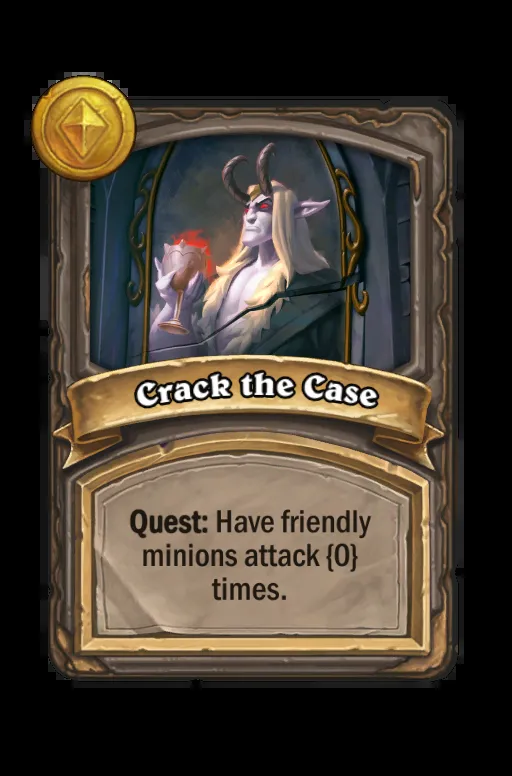 Crack the Case
Quest: Have friendly
minions attack {0}
times.